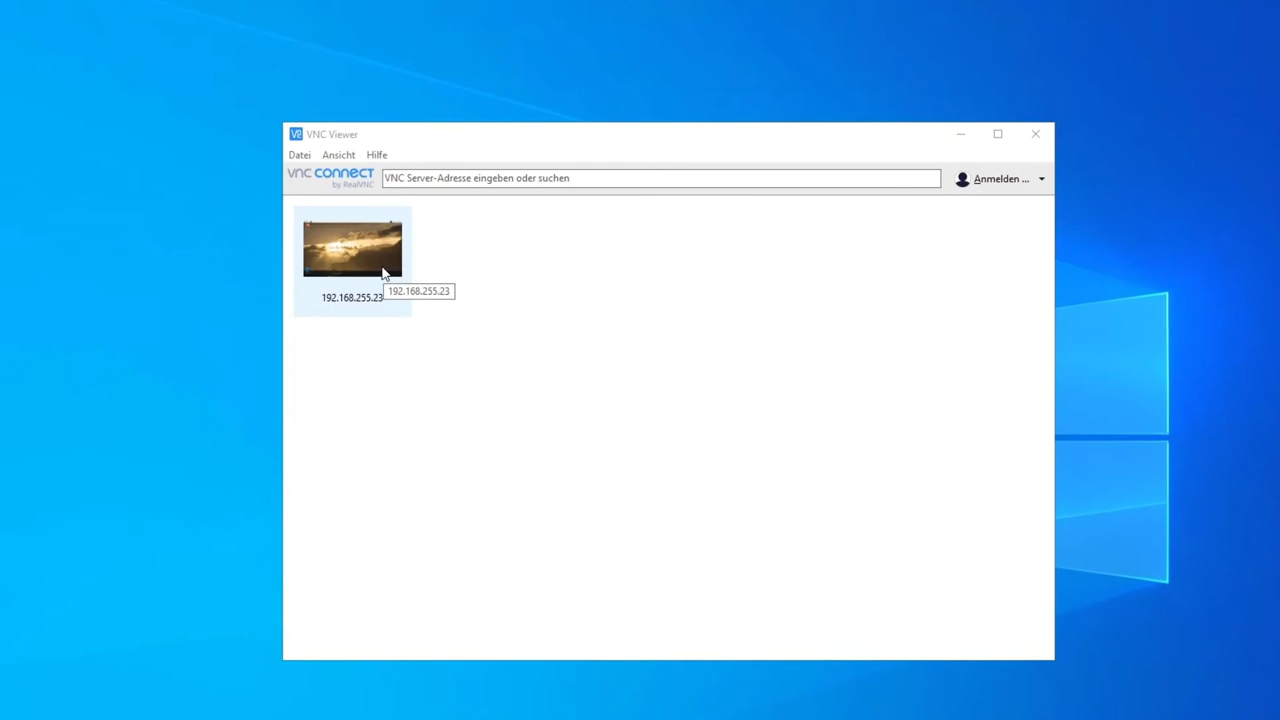 VNC Viewer
Datei Ansicht Hilfe
vnc connect
by RealVNC
VNC Server-Adresse eingeben oder suchen
Anmelden ...
192.168.255.23
192.168.255.23